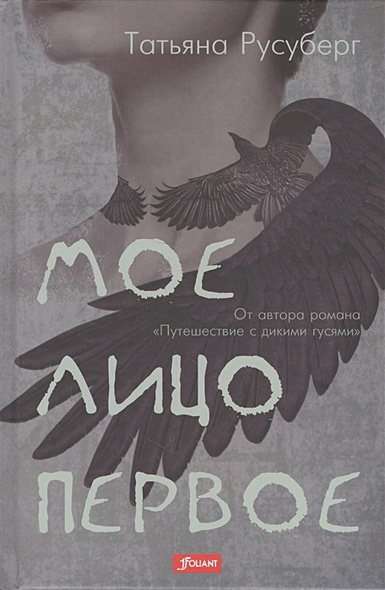 Татьяна Русуберг
МОЕ
От автора романа
«Путешествие с дикими гусями»
ЛИЦО
ПЕРВОЕ
FOLIANT